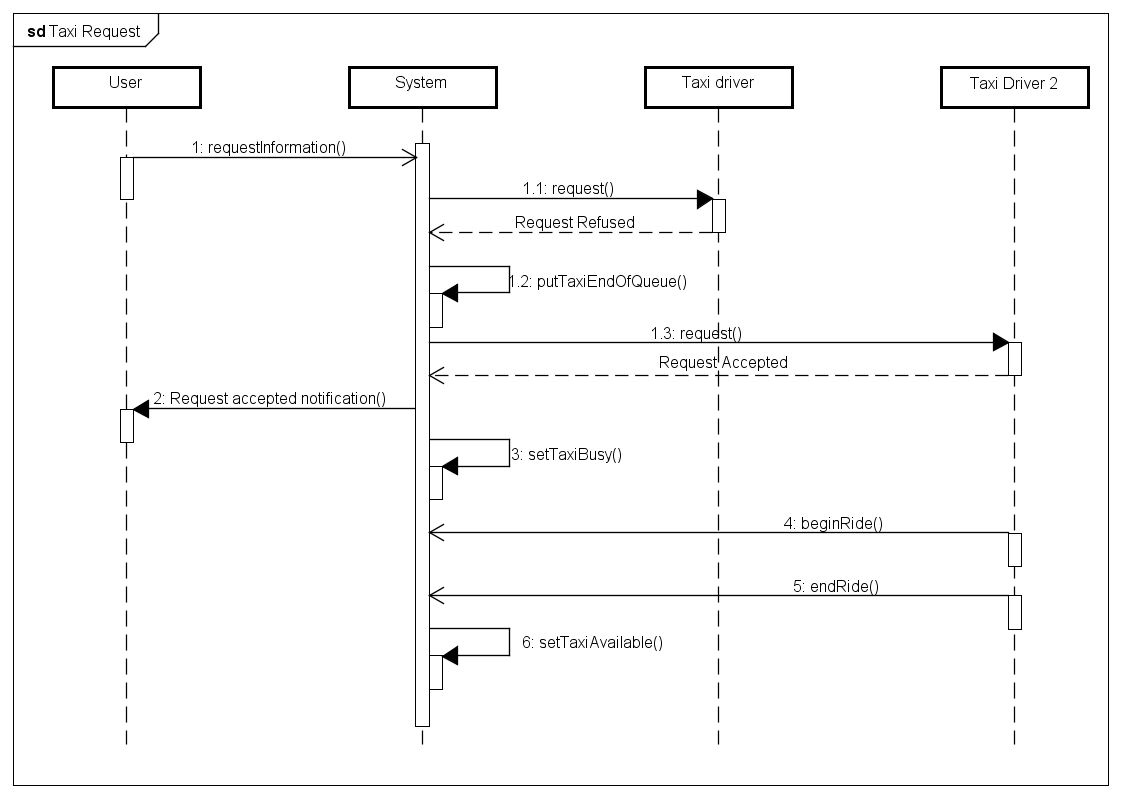 sd Taxi Request
User
System
Taxi driver
Taxi Driver 2
1: requestInformation()
1.1: request()
Request Refused
1.2: putTaxiEndOfQueue()
1.3: request()
Request Accepted
2: Request accepted notification()
3: setTaxiBusy()
4: beginRide()
5: endRide()
6: setTaxiAvailable()